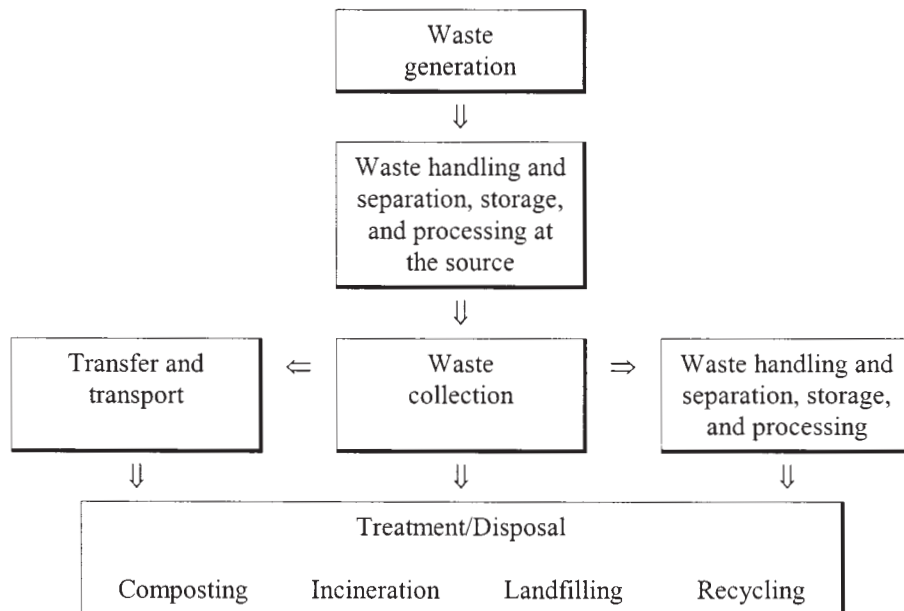 Waste
generation
⇓
Waste handling and
separation, storage,
and processing at
the source
⇓
Transfer and
transport
⇐
Waste
collection
⇒
Waste handling and
separation, storage,
and processing
⇓ ⇓ ⇓
Treatment/Disposal
Composting Incineration Landfilling Recycling